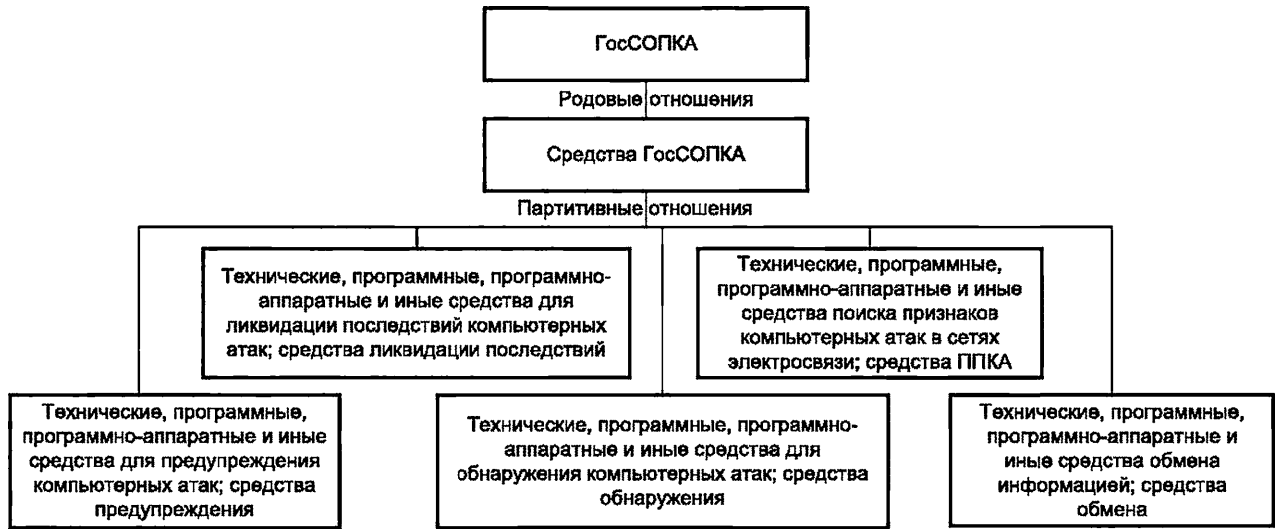 ГосСОПКА
Родовые отношения
Средства ГосСОПКА
Партитивные отношения
Технические, программные, программно-
аппаратные и иные средства для
ликвидации последствий компьютерных
атак; средства ликвидации последствий
Технические, программные,
программно-аппаратные и иные
средства поиска признаков
компьютерных атак в сетях
электросвязи; средства ППКА
Технические, программные,
программно-аппаратные и иные
средства для предупреждения
компьютерных атак; средства
предупреждения
Технические, программные, программно-
аппаратные и иные средства для
обнаружения компьютерных атак; средства
обнаружения
Технические, программные,
программно-аппаратные и
иные средства обмена
информацией; средства
обмена